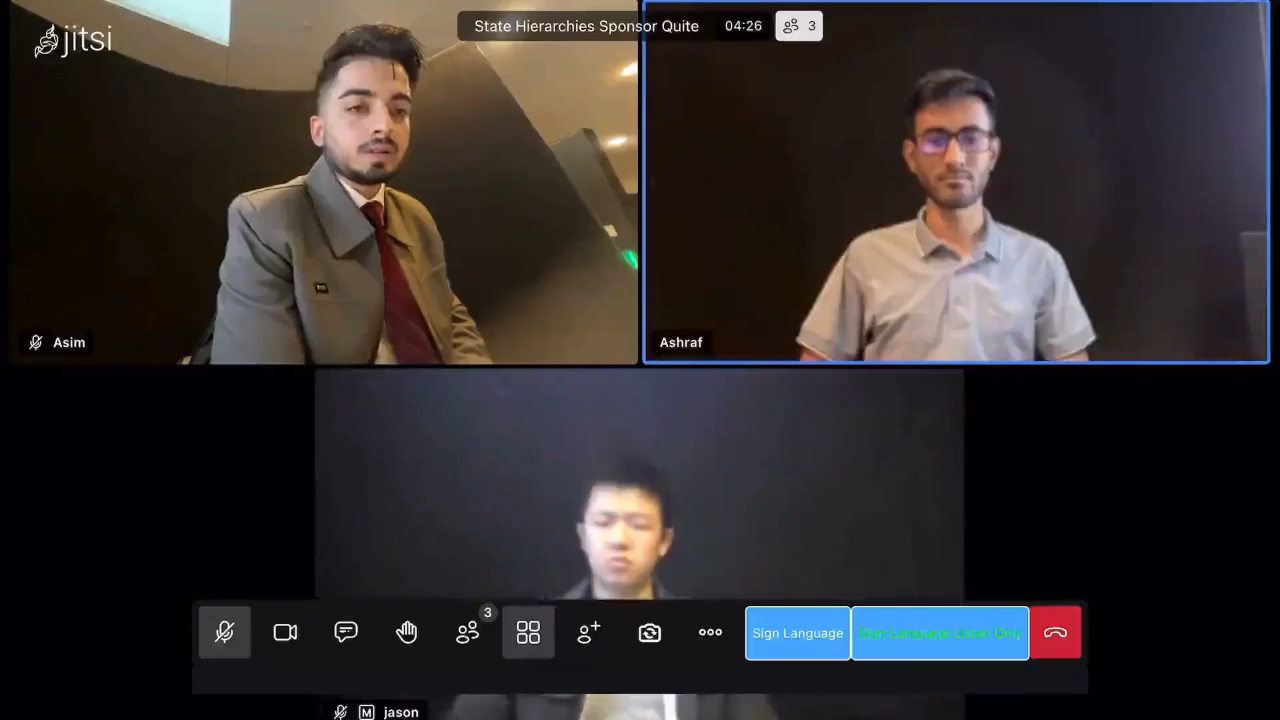 jitsi
State Hierarchies Sponsor Quite 04:26 3
Asim
Ashraf
3
Sign Language
Sign Language Listen Only
M jason